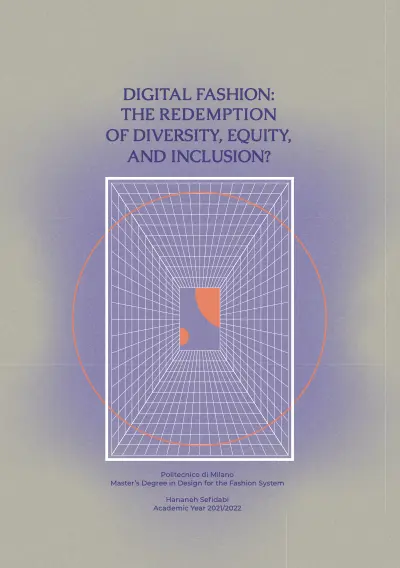 DIGITAL FASHION:
THE REDEMPTION
OF DIVERSITY, EQUITY,
AND INCLUSION?
Politecnico di Milano
Master's Degree in Design for the Fashion System
Hananeh Sefidabi
Academic Year 2021/2022